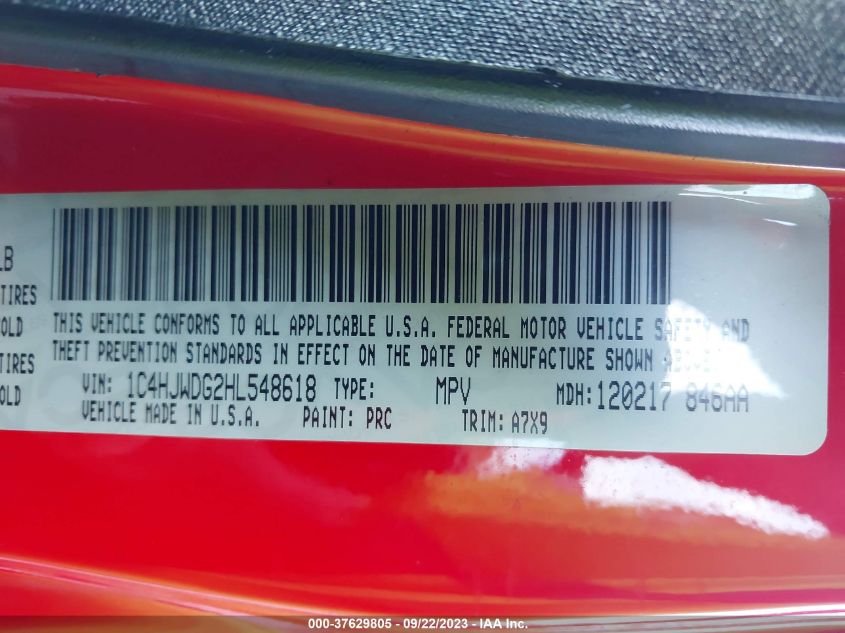 LB
TIRES
OLD
TIRES
OLD
THIS VEHICLE CONFORMS TO ALL APPLICABLE U.S.A. FEDERAL MOTOR VEHICLE SAFETY AND
THEFT PREVENTION STANDARDS IN EFFECT ON THE DATE OF MANUFACTURE SHOWN ABOVE.
VIN: 1C4HJWDG2HL548618 TYPE: MPV MDH:120217 846AA
VEHICLE MADE IN U.S.A. PAINT: PRC TRIM: A7X9
000-37629805 - 09/22/2023 - IAA Inc.